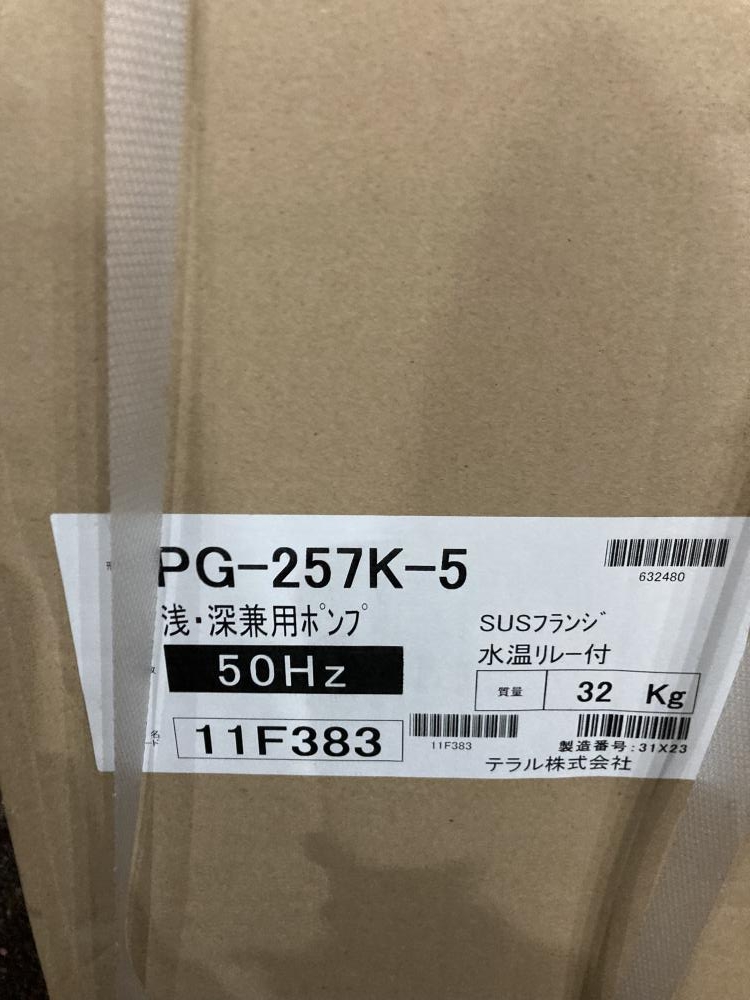 PG-257K-5
632480
浅・深兼用ポンプ
SUSフランジ
50Hz
水温リレー付
質量 32 Kg
11F383
11F383
製造番号:31X23
テラル株式会社